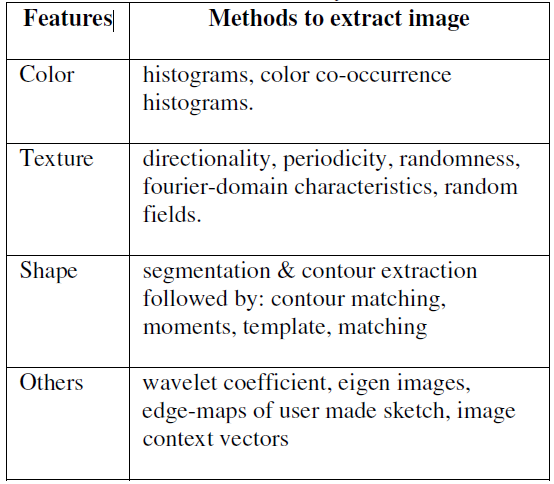 Features Methods to extract image
Color histograms, color co-occurrence
histograms.
Texture directionality, periodicity, randomness,
fourier-domain characteristics, random
fields.
Shape segmentation & contour extraction
followed by: contour matching,
moments, template, matching
Others wavelet coefficient, eigen images,
edge-maps of user made sketch, image
context vectors